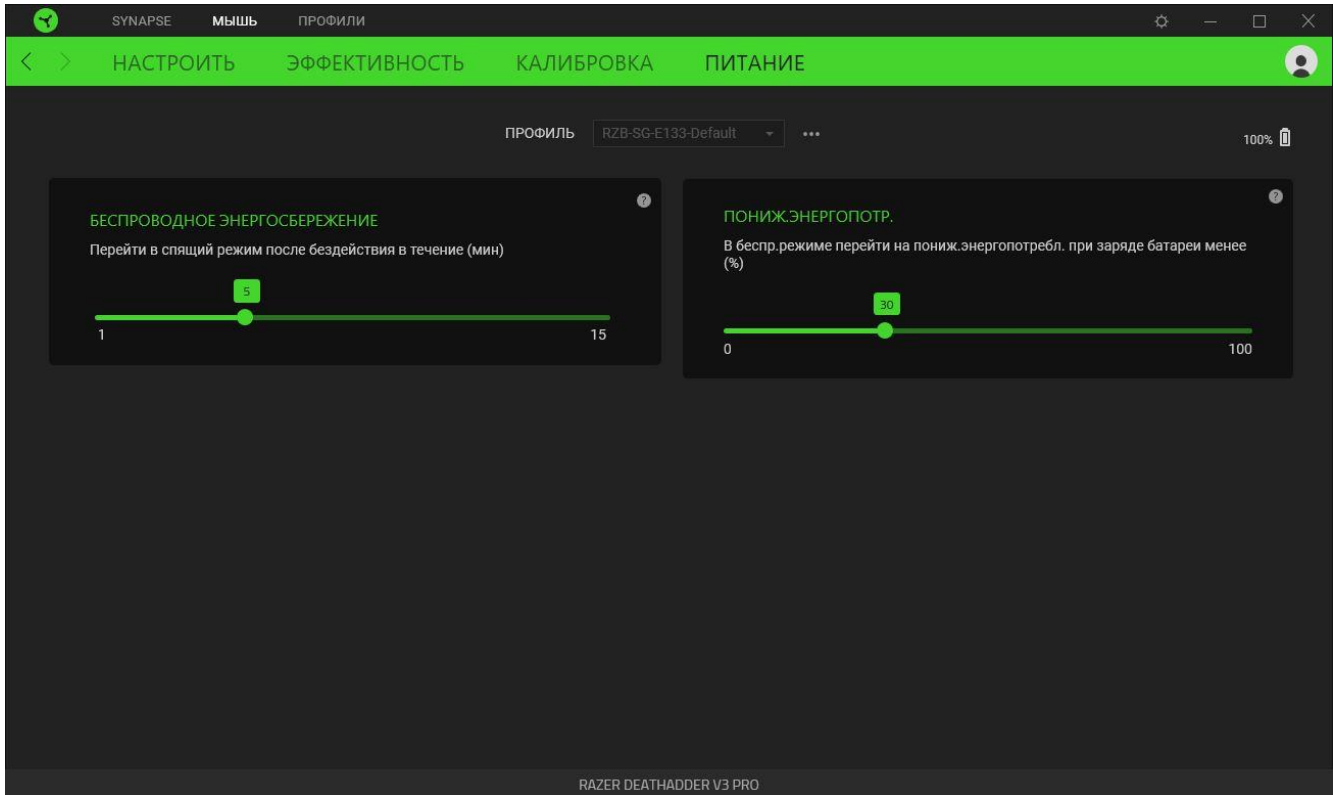 SYNAPSE МЫШЬ ПРОФИЛИ
НАСТРОИТЬ ЭФФЕКТИВНОСТЬ КАЛИБРОВКА ПИТАНИЕ
ПРОФИЛЬ RZB-SG-E133-Default
100%
БЕСПРОВОДНОЕ ЭНЕРГОСБЕРЕЖЕНИЕ
Перейти в спящий режим после бездействия в течение (мин)
5
1 15
ПОНИЖ.ЭНЕРГОПОТР.
В беспр.режиме перейти на пониж.энергопотребл. при заряде батареи менее
(%)
30
0 100
RAZER DEATHADDER V3 PRO